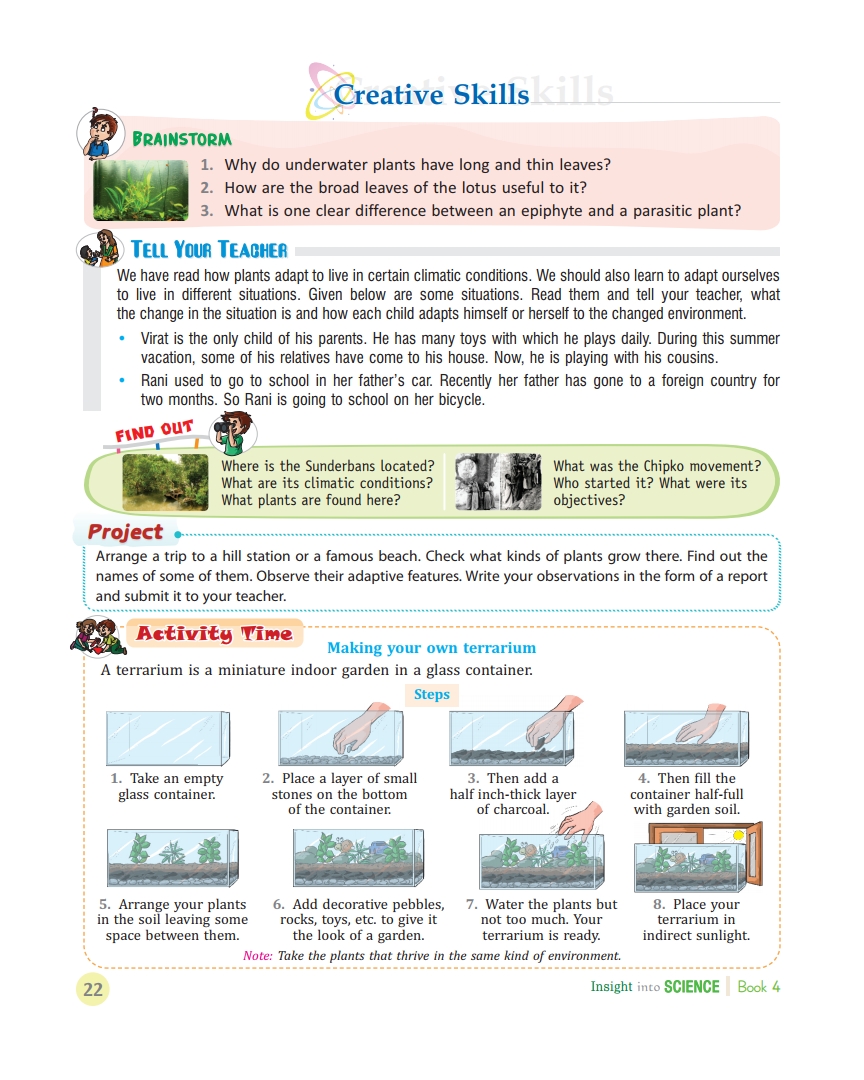 Creative Skills
BRAINSTORM
1. Why do underwater plants have long and thin leaves?
2. How are the broad leaves of the lotus useful to it?
3. What is one clear difference between an epiphyte and a parasitic plant?
TELL YOUR TEACHER
We have read how plants adapt to live in certain climatic conditions. We should also learn to adapt ourselves
to live in different situations. Given below are some situations. Read them and tell your teacher, what
the change in the situation is and how each child adapts himself or herself to the changed environment.
• Virat is the only child of his parents. He has many toys with which he plays daily. During this summer
vacation, some of his relatives have come to his house. Now, he is playing with his cousins.
• Rani used to go to school in her father's car. Recently her father has gone to a foreign country for
two months. So Rani is going to school on her bicycle.
FIND OUT
Where is the Sunderbans located?
What are its climatic conditions?
What plants are found here?
What was the Chipko movement?
Who started it? What were its
objectives?
Project
Arrange a trip to a hill station or a famous beach. Check what kinds of plants grow there. Find out the
names of some of them. Observe their adaptive features. Write your observations in the form of a report
and submit it to your teacher.
Activity Time
Making your own terrarium
A terrarium is a miniature indoor garden in a glass container.
Steps
1. Take an empty
glass container.
2. Place a layer of small
stones on the bottom
of the container.
3. Then add a
half inch-thick layer
of charcoal.
4. Then fill the
container half-full
with garden soil.
5. Arrange your plants
in the soil leaving some
space between them.
6. Add decorative pebbles,
rocks, toys, etc. to give it
the look of a garden.
7. Water the plants but
not too much. Your
terrarium is ready.
8. Place your
terrarium in
indirect sunlight.
Note: Take the plants that thrive in the same kind of environment.
22
Insight into SCIENCE Book 4